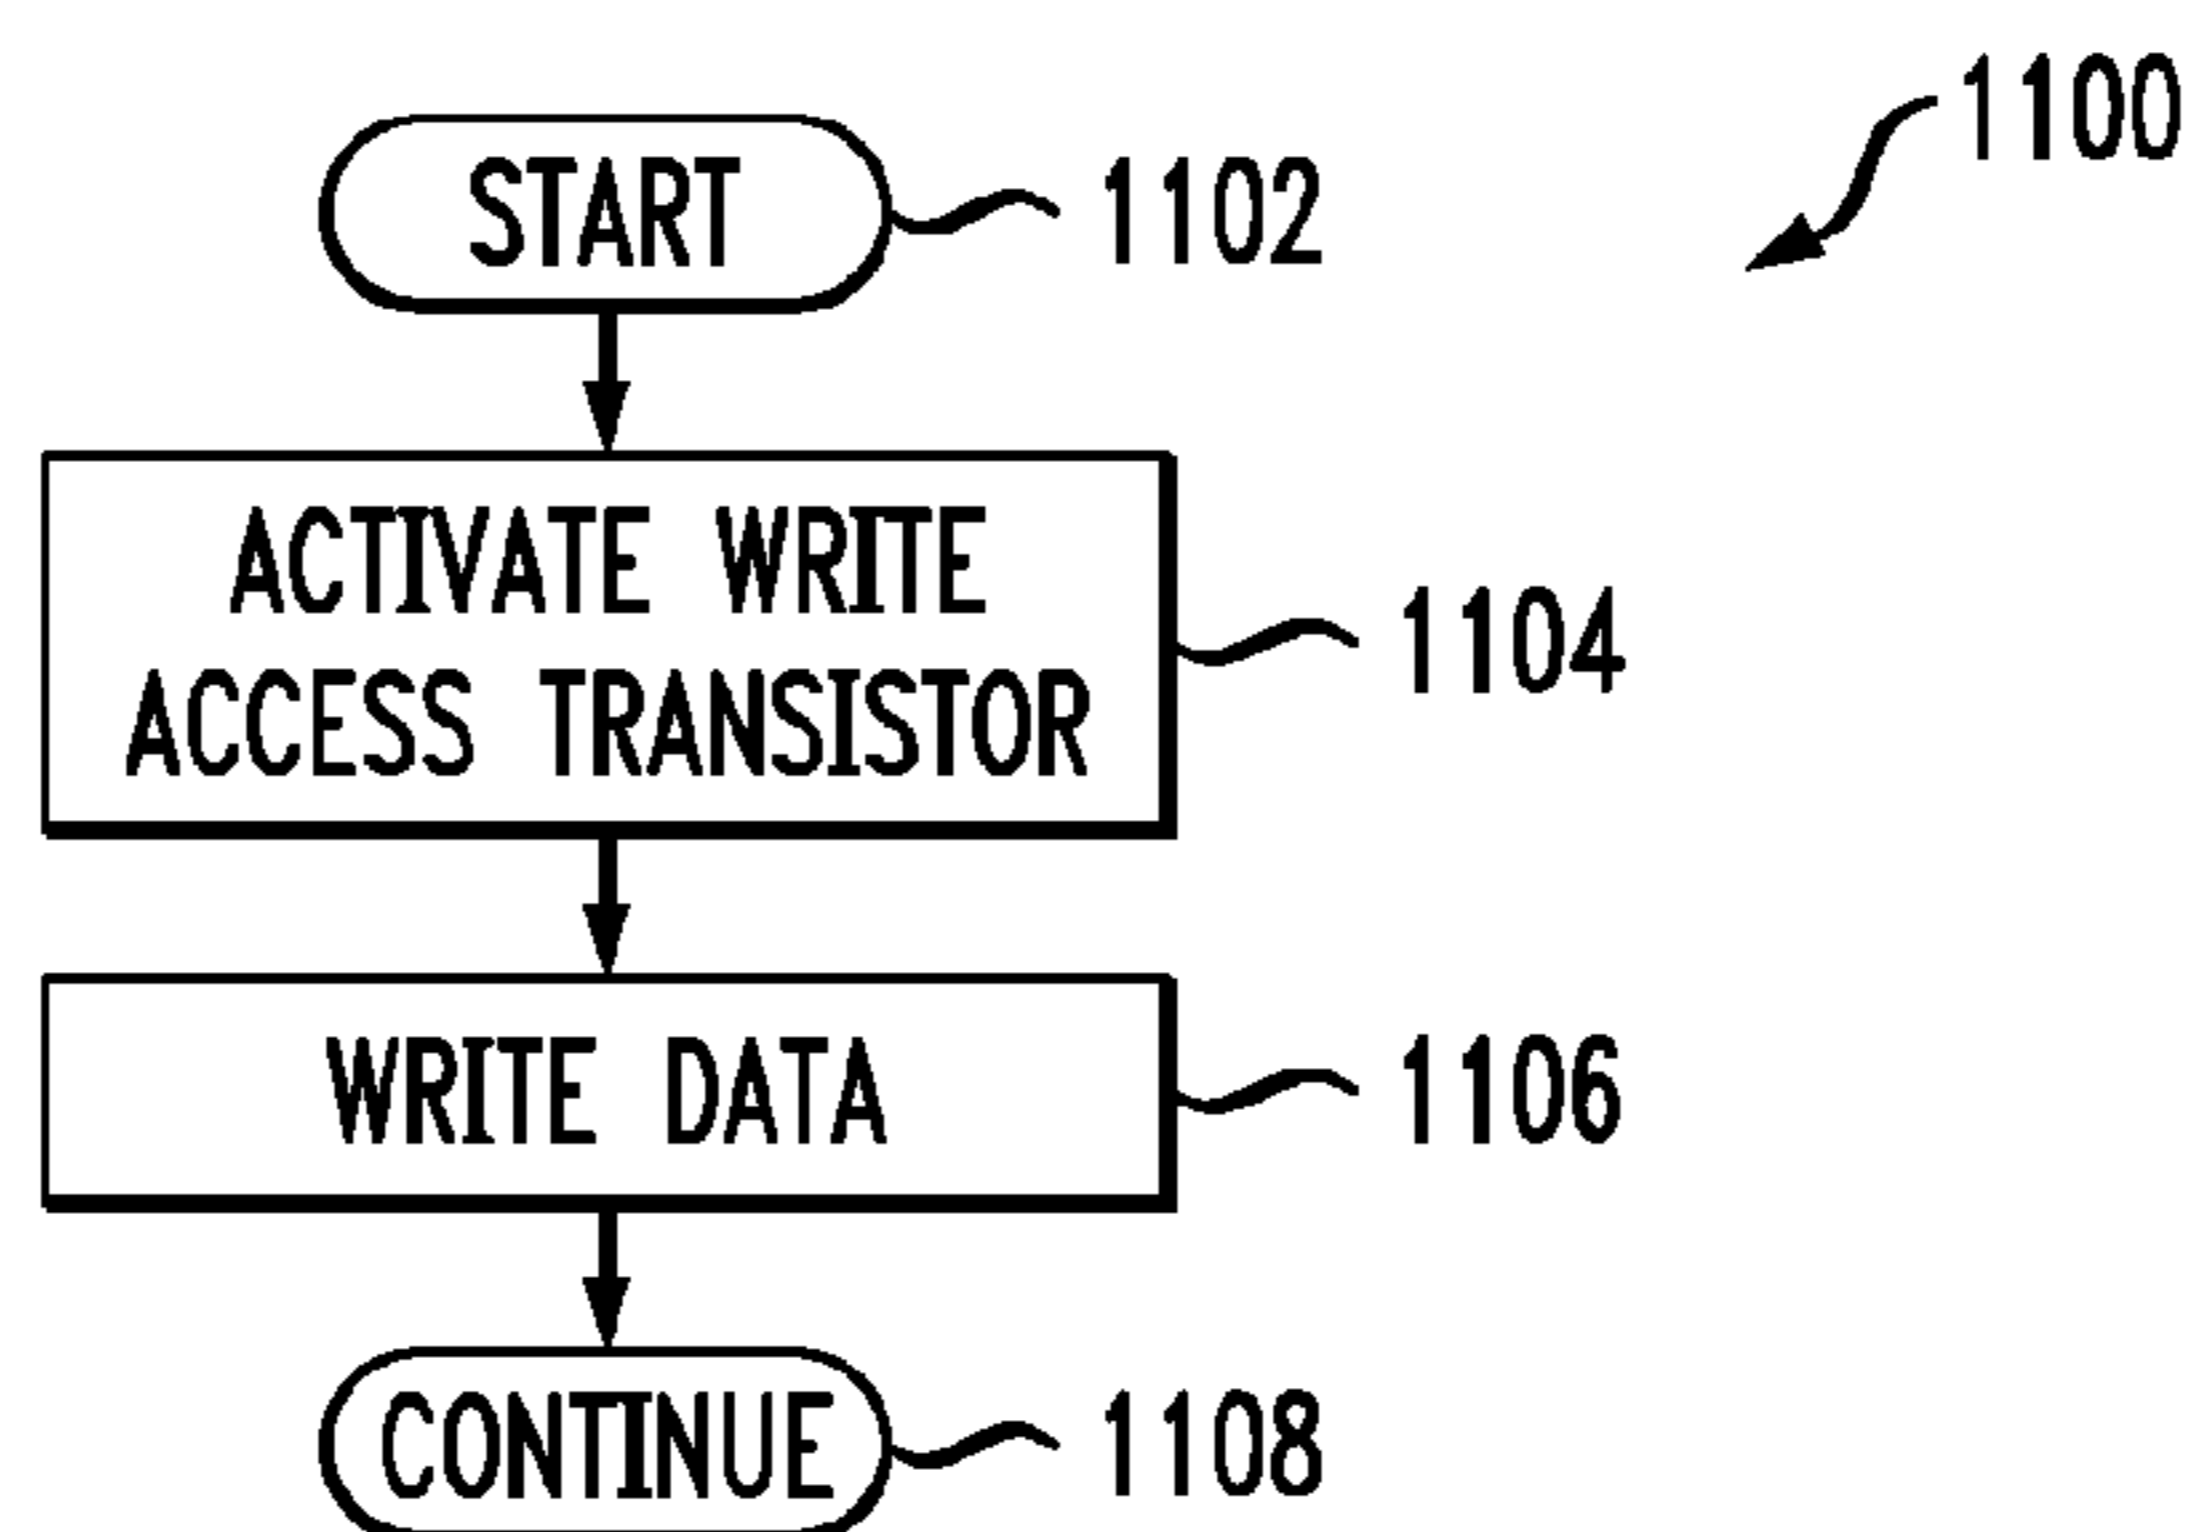 1100
START
1102
ACTIVATE WRITE
ACCESS TRANSISTOR
1104
WRITE DATA
1106
CONTINUE
1108